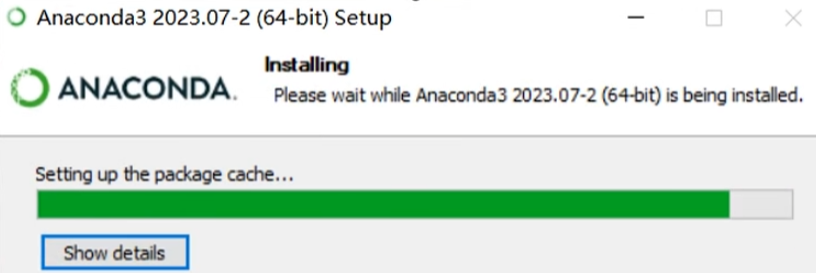 Anaconda3 2023.07-2 (64-bit) Setup
ANACONDA.
Installing
Please wait while Anaconda3 2023.07-2 (64-bit) is being installed.
Setting up the package cache...
Show details